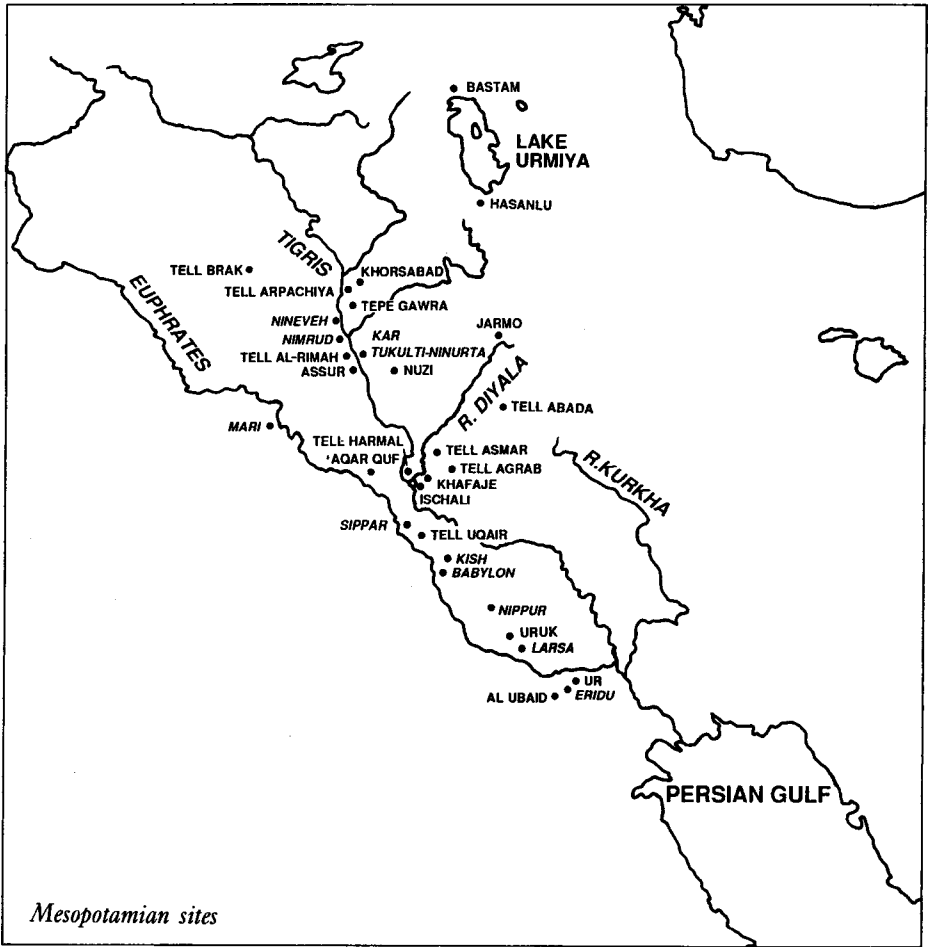 BASTAM
LAKE
URMIYA
HASANLU
TIGRIS
TELL BRAK
KHORSABAD
TELL ARPACHIYA
EUPHRATES
TEPE GAWRA
NINEVEH
NIMRUD
KAR
TUKULTI-NINURTA
JARMO
TELL AL-RIMAH
ASSUR
NUZI
R. DIYALA
TELL ABADA
MARI
TELL HARMAL
'AQAR QUF
TELL ASMAR
TELL AGRAB
R.KURKHA
KHAFAJE
ISCHALI
SIPPAR
TELL UQAIR
KISH
BABYLON
NIPPUR
URUK
LARSA
UR
ERIDU
AL UBAID
PERSIAN GULF
Mesopotamian sites